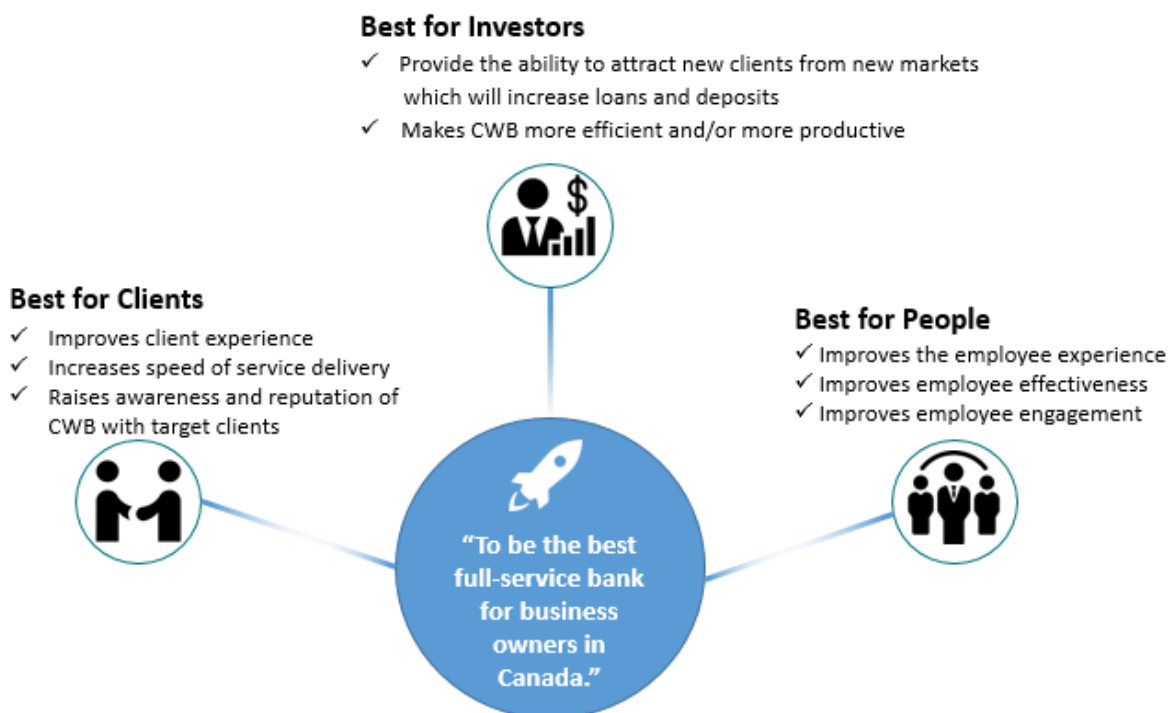 Best for Investors
✓ Provide the ability to attract new clients from new markets
which will increase loans and deposits
✓ Makes CWB more efficient and/or more productive
Best for Clients
✓ Improves client experience
✓ Increases speed of service delivery
✓ Raises awareness and reputation of
CWB with target clients
Best for People
✓ Improves the employee experience
✓ Improves employee effectiveness
✓ Improves employee engagement
$
“To be the best
full-service bank
for business
owners in
Canada.”